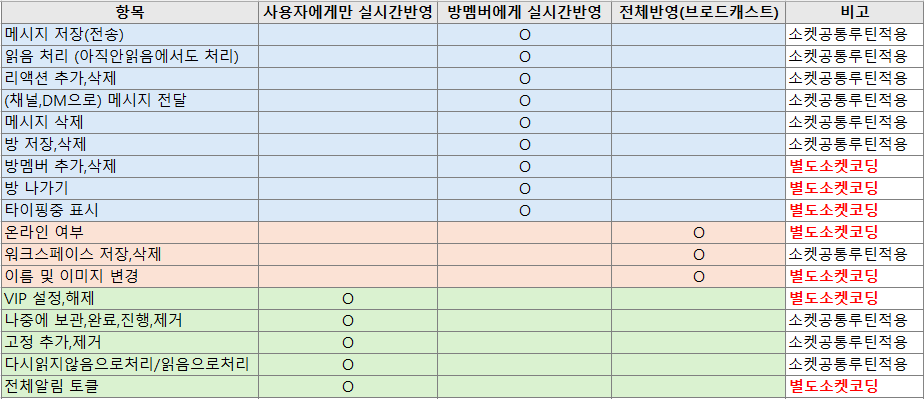 항목 사용자에게만 실시간반영 방멤버에게 실시간반영 전체반영(브로드캐스트) 비고
메시지 저장(전송) O 소켓공통루틴적용
읽음 처리 (아직안읽음에서도 처리) O 소켓공통루틴적용
리액션 추가,삭제 O 소켓공통루틴적용
(채널,DM으로) 메시지 전달 O 소켓공통루틴적용
메시지 삭제 O 소켓공통루틴적용
방 저장,삭제 O 소켓공통루틴적용
방멤버 추가,삭제 O 별도소켓코딩
방 나가기 O 별도소켓코딩
타이핑중 표시 O 별도소켓코딩
온라인 여부 O 별도소켓코딩
워크스페이스 저장,삭제 O 소켓공통루틴적용
이름 및 이미지 변경 O 별도소켓코딩
VIP 설정,해제 O 별도소켓코딩
나중에 보관,완료,진행,제거 O 소켓공통루틴적용
고정 추가,제거 O 소켓공통루틴적용
다시읽지않음으로처리/읽음으로처리 O 소켓공통루틴적용
전체알림 토클 O 별도소켓코딩